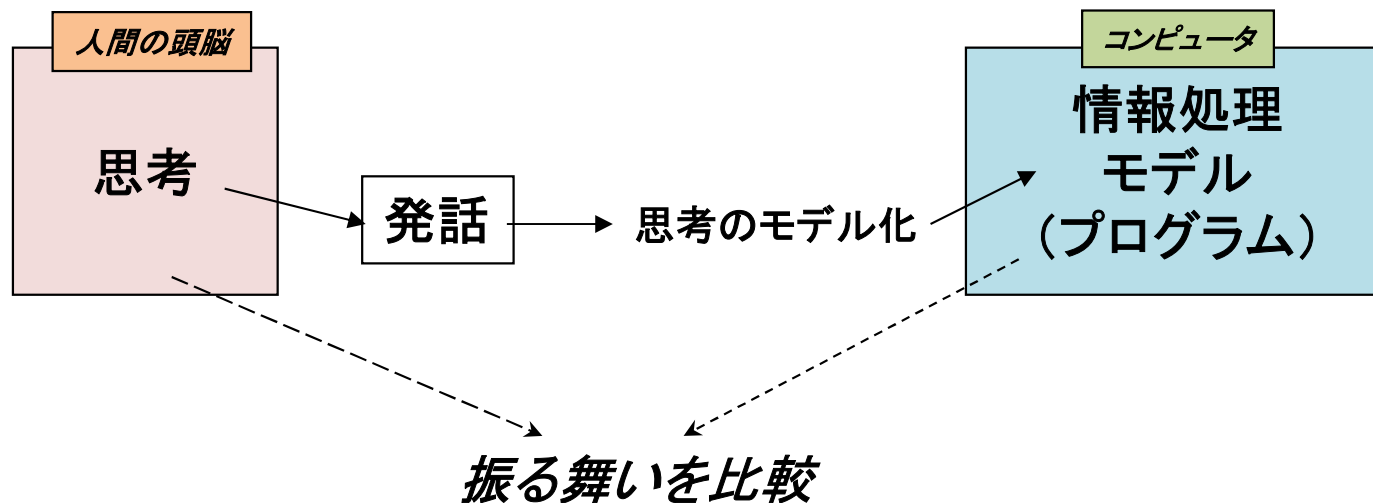 人間の頭脳
思考
発話
思考のモデル化
コンピュータ
情報処理
モデル
（プログラム）
振る舞いを比較